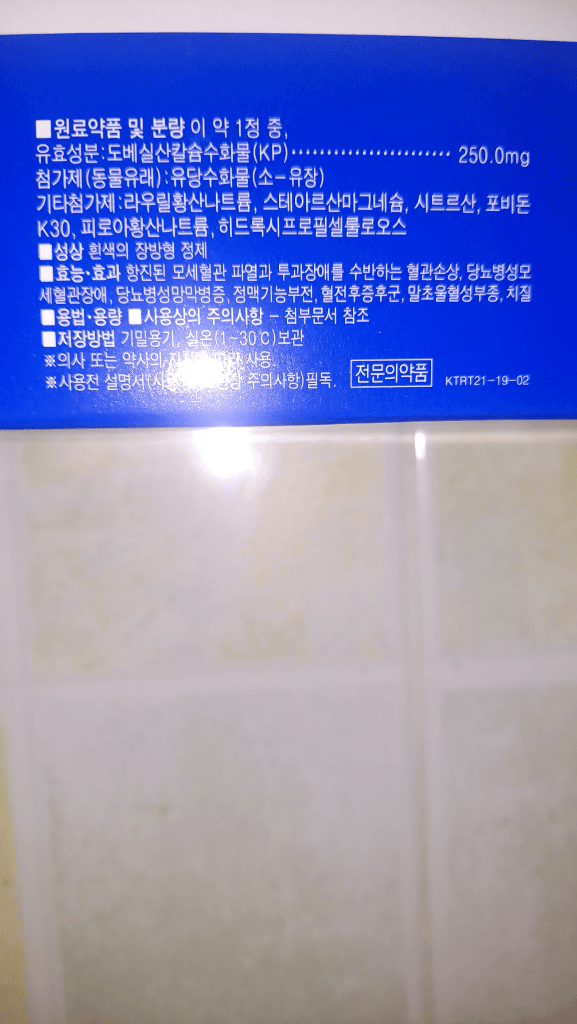 ■원료약품 및 분량 이 약 1정 중,
유효성분:도베실산칼슘수화물(KP)‥‥‥‥‥‥‥‥ 250.0mg
첨가제(동물유래):유당수화물(소-유장)
기타첨가제:라우릴황산나트륨, 스테아르산마그네슘, 시트르산, 포비돈
K30, 피로아황산나트륨, 히드록시프로필셀룰로오스
■성상 흰색의 장방형 정제
■효능·효과 항진된 모세혈관 파열과 투과장애를 수반하는 혈관손상, 당뇨병성모
세혈관장애, 당뇨병성망막병증, 정맥기능부전, 혈전후증후군, 말초울혈성부종, 치질
■용법·용량 ■사용상의 주의사항 - 첨부문서 참조
■저장방법 기밀용기, 실온(1~30℃)보관
※의사 또는 약사의 사용
※사용전 설명서( 주의사항)필독. 전문의약품 KTRT21-19-02